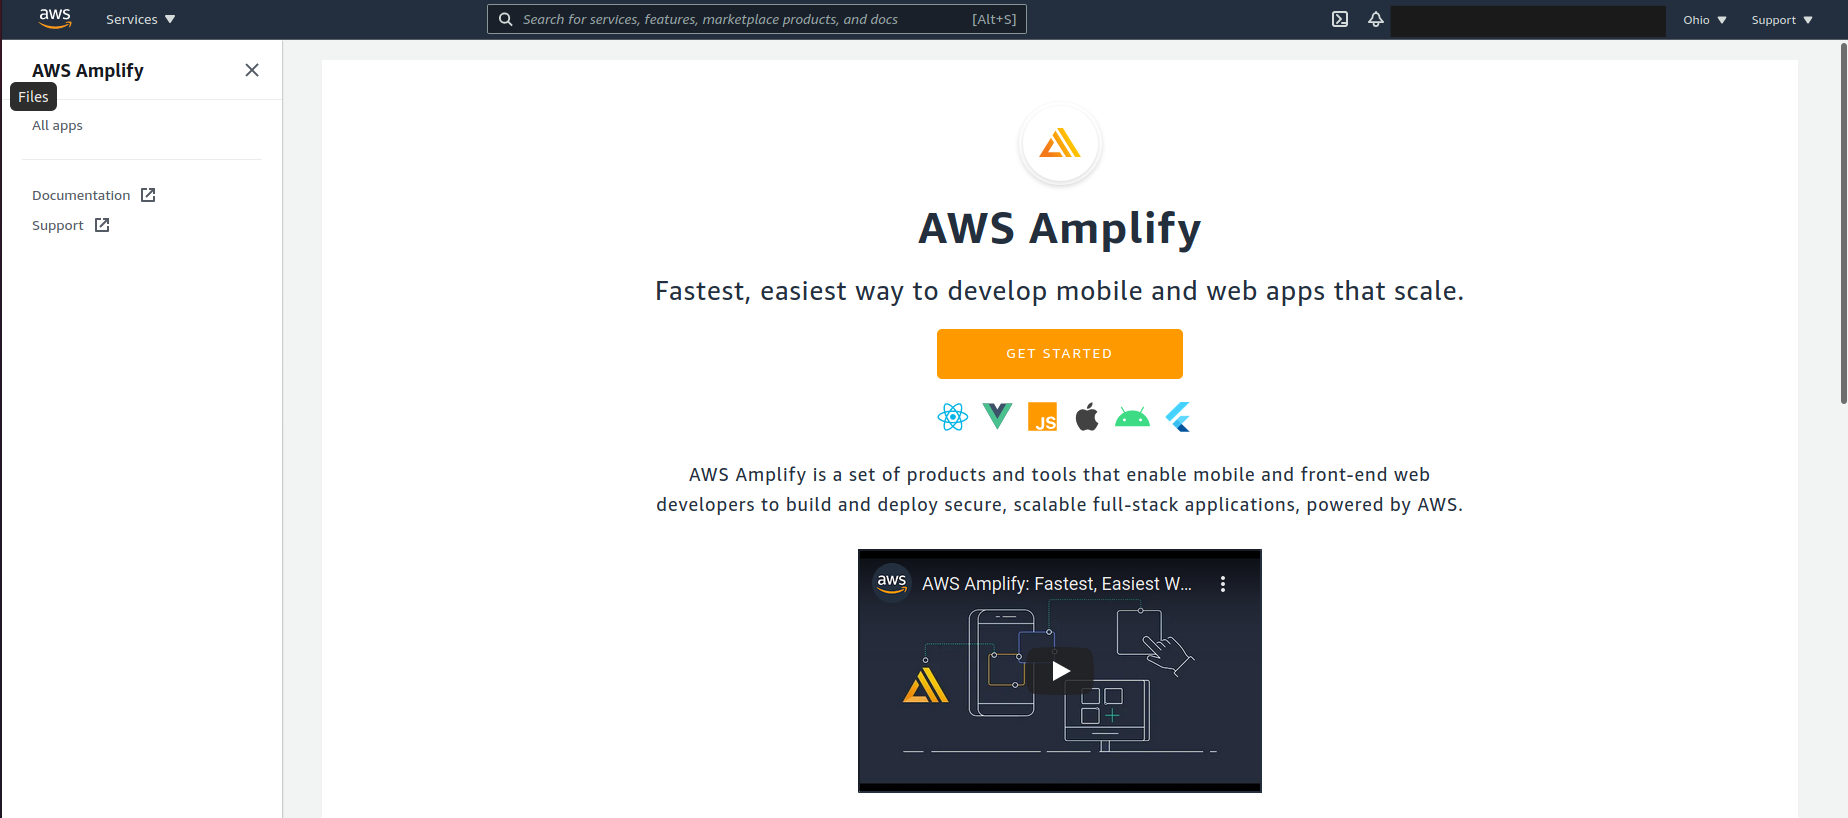 aws
Services
Search for services, features, marketplace products, and docs
[Alt+S]
Ohio
Support
AWS Amplify
Files
All apps
Documentation
Support
AWS Amplify
Fastest, easiest way to develop mobile and web apps that scale.
GET STARTED
JS
AWS Amplify is a set of products and tools that enable mobile and front-end web
developers to build and deploy secure, scalable full-stack applications, powered by AWS.
aws
AWS Amplify: Fastest, Easiest W...